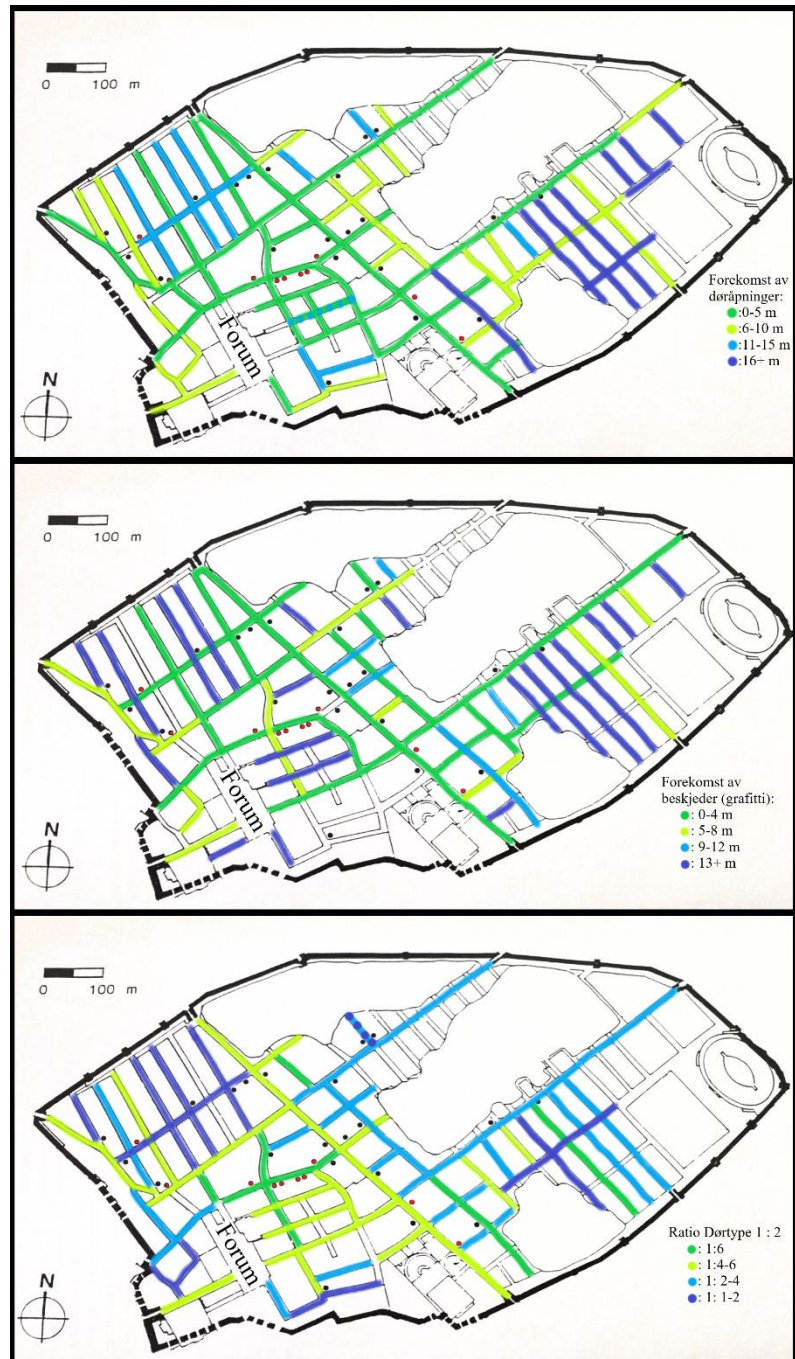 0 100 m
Forum
N
Forekomst av
døråpninger:
:0-5 m
:6-10 m
:11-15 m
:16+ m
0 100 m
Forum
N
Forekomst av
beskjeder (grafitti):
: 0-4 m
: 5-8 m
: 9-12 m
: 13+ m
0 100 m
Forum
N
Ratio Dørtype 1 : 2
: 1:6
: 1:4-6
: 1: 2-4
: 1: 1-2